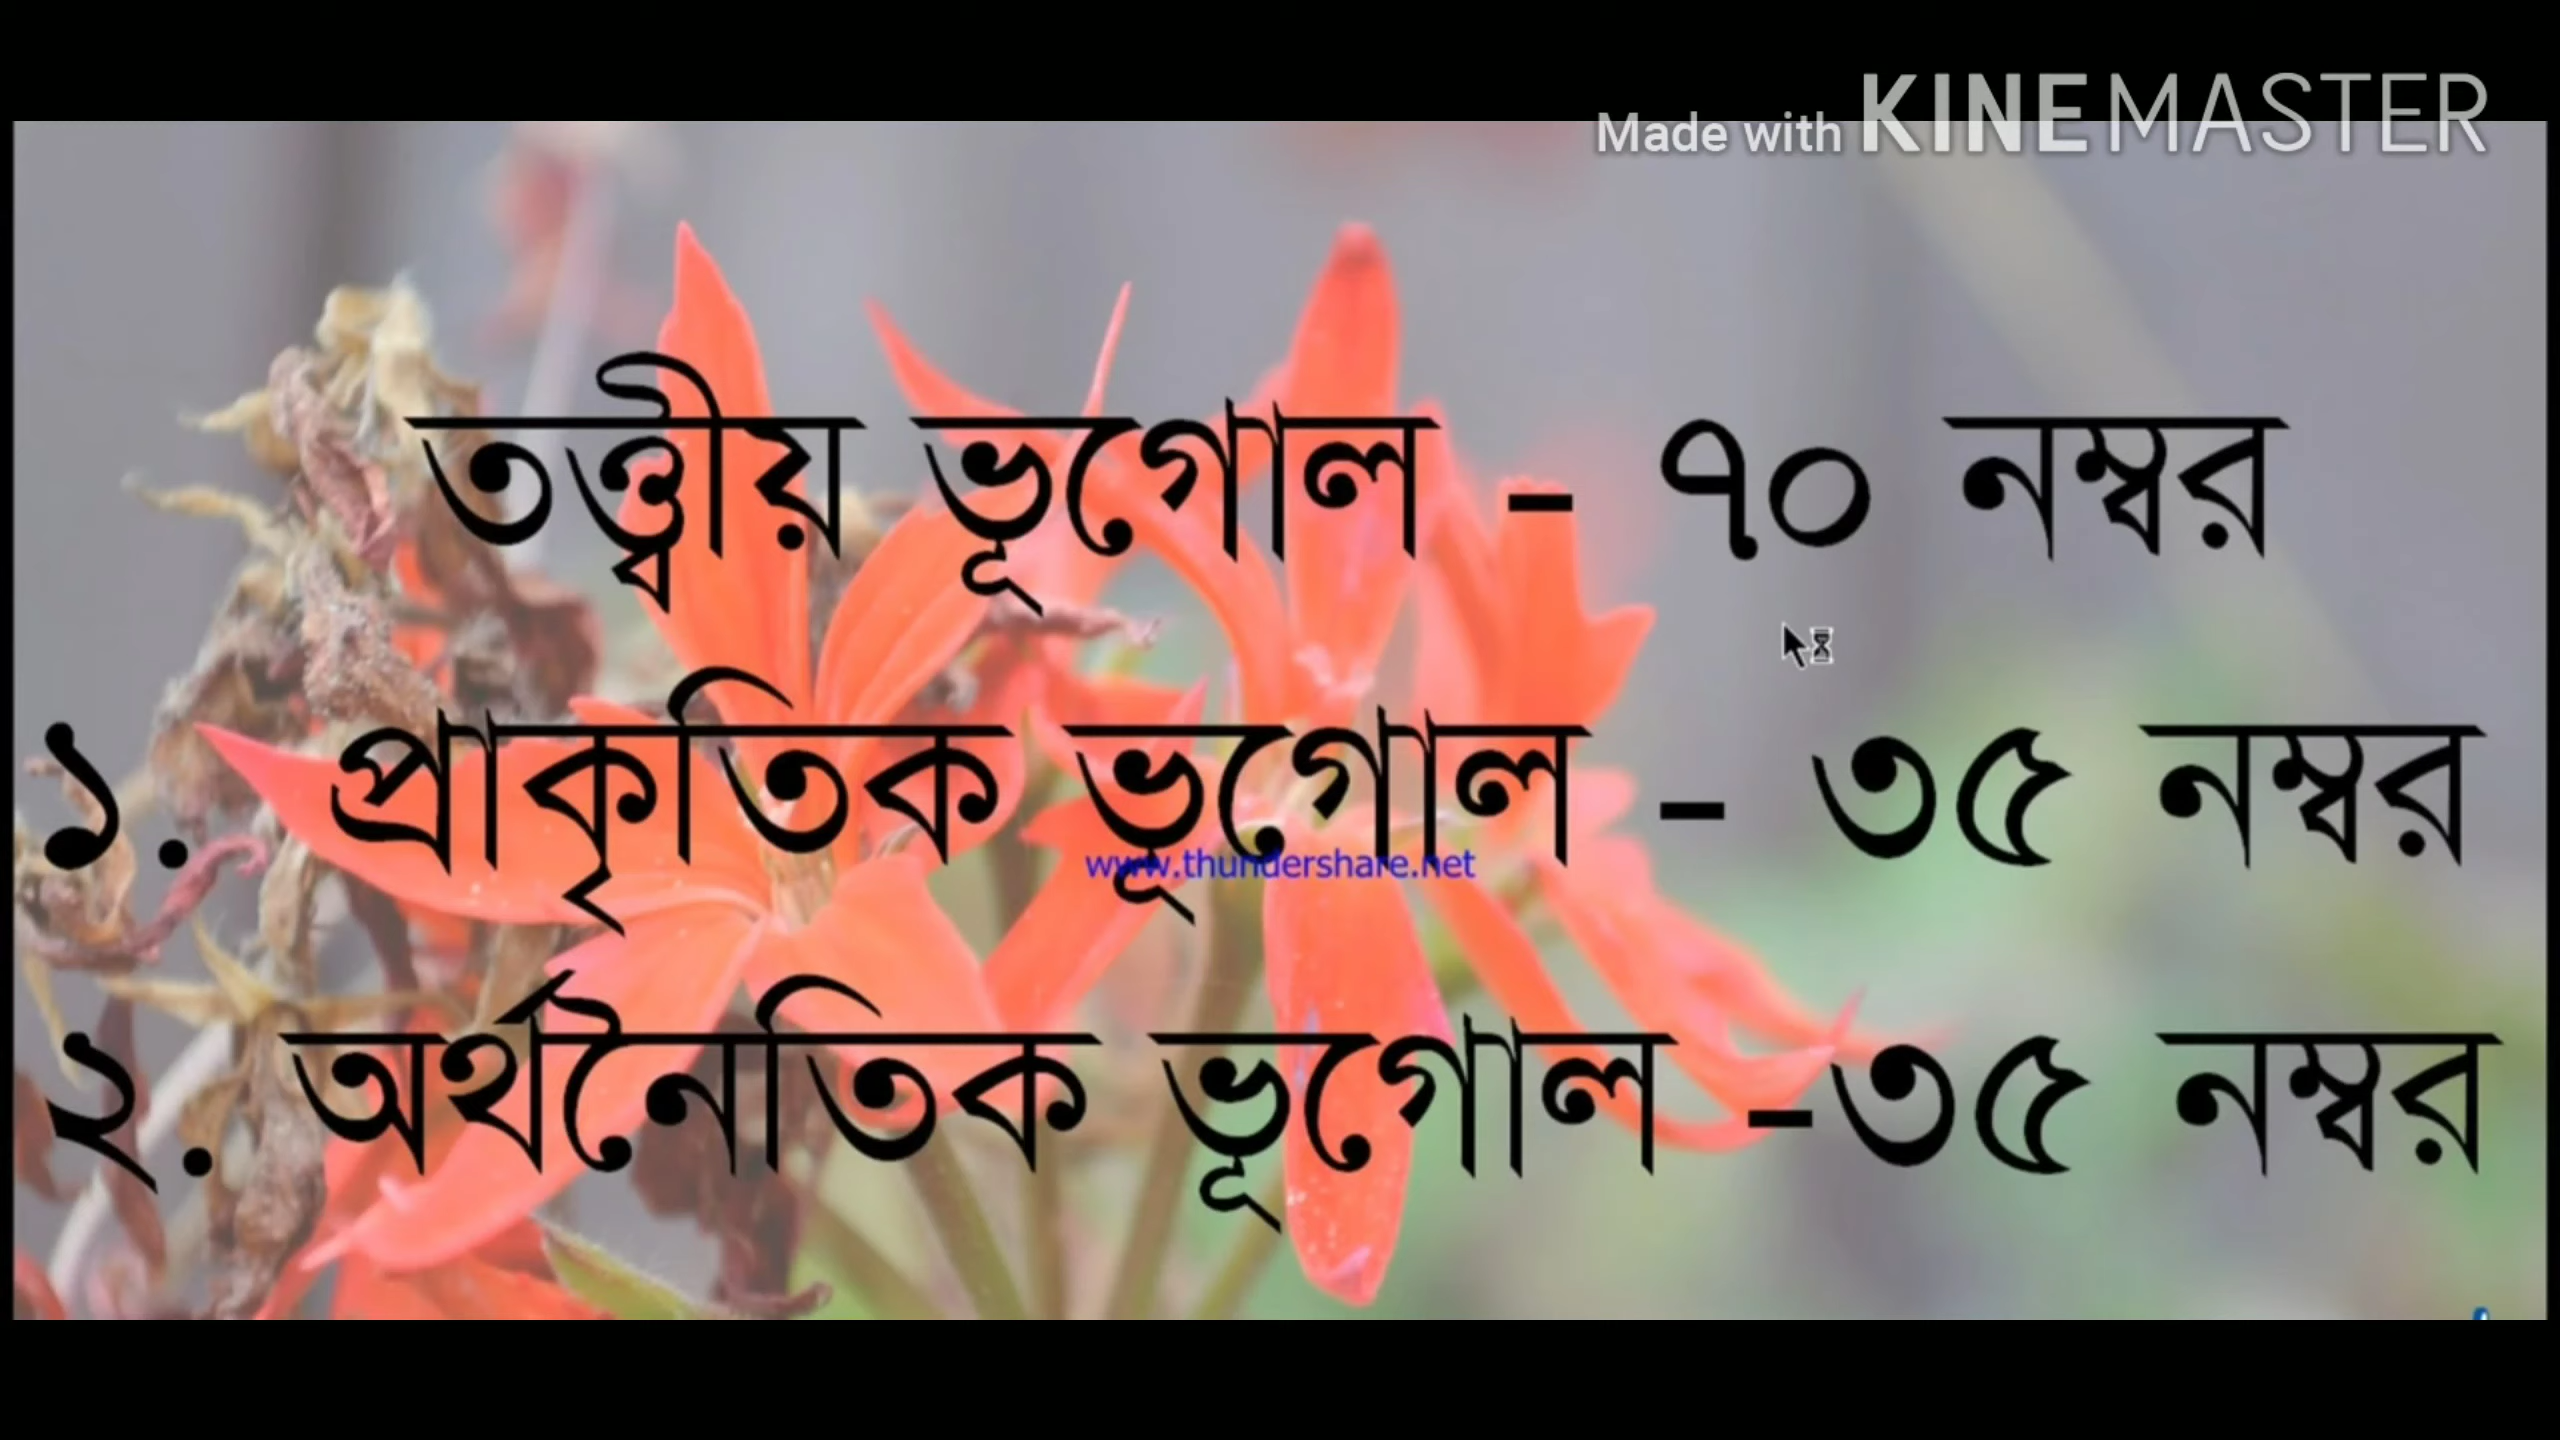 Made with KINEMASTER
তত্ত্বীয় ভূগোল - ৭০ নম্বর
১. প্রাকৃতিক ভূগোল - ৩৫ নম্বর
www.thundershare.net
২. অর্থনৈতিক ভূগোল -৩৫ নম্বর